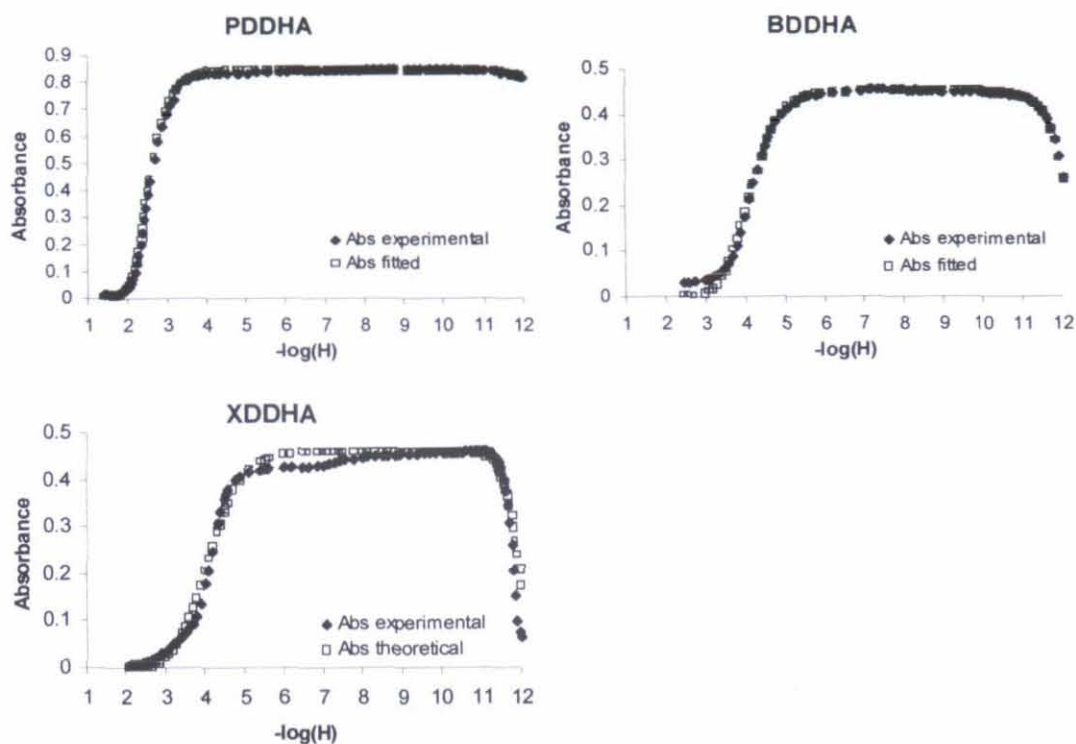 PDDHA
0.9
0.8
0.7
0.6
0.5
0.4
0.3
0.2
0.1
0
Absorbance
◆ Abs experimental
□ Abs fitted
1 2 3 4 5 6 7 8 9 10 11 12
-log(H)
BDDHA
0.5
0.4
0.3
0.2
0.1
0
Absorbance
◆ Abs experimental
□ Abs fitted
1 2 3 4 5 6 7 8 9 10 11 12
-log(H)
XDDHA
0.5
0.4
0.3
0.2
0.1
0
Absorbance
◆ Abs experimental
□ Abs theoretical
1 2 3 4 5 6 7 8 9 10 11 12
-log(H)